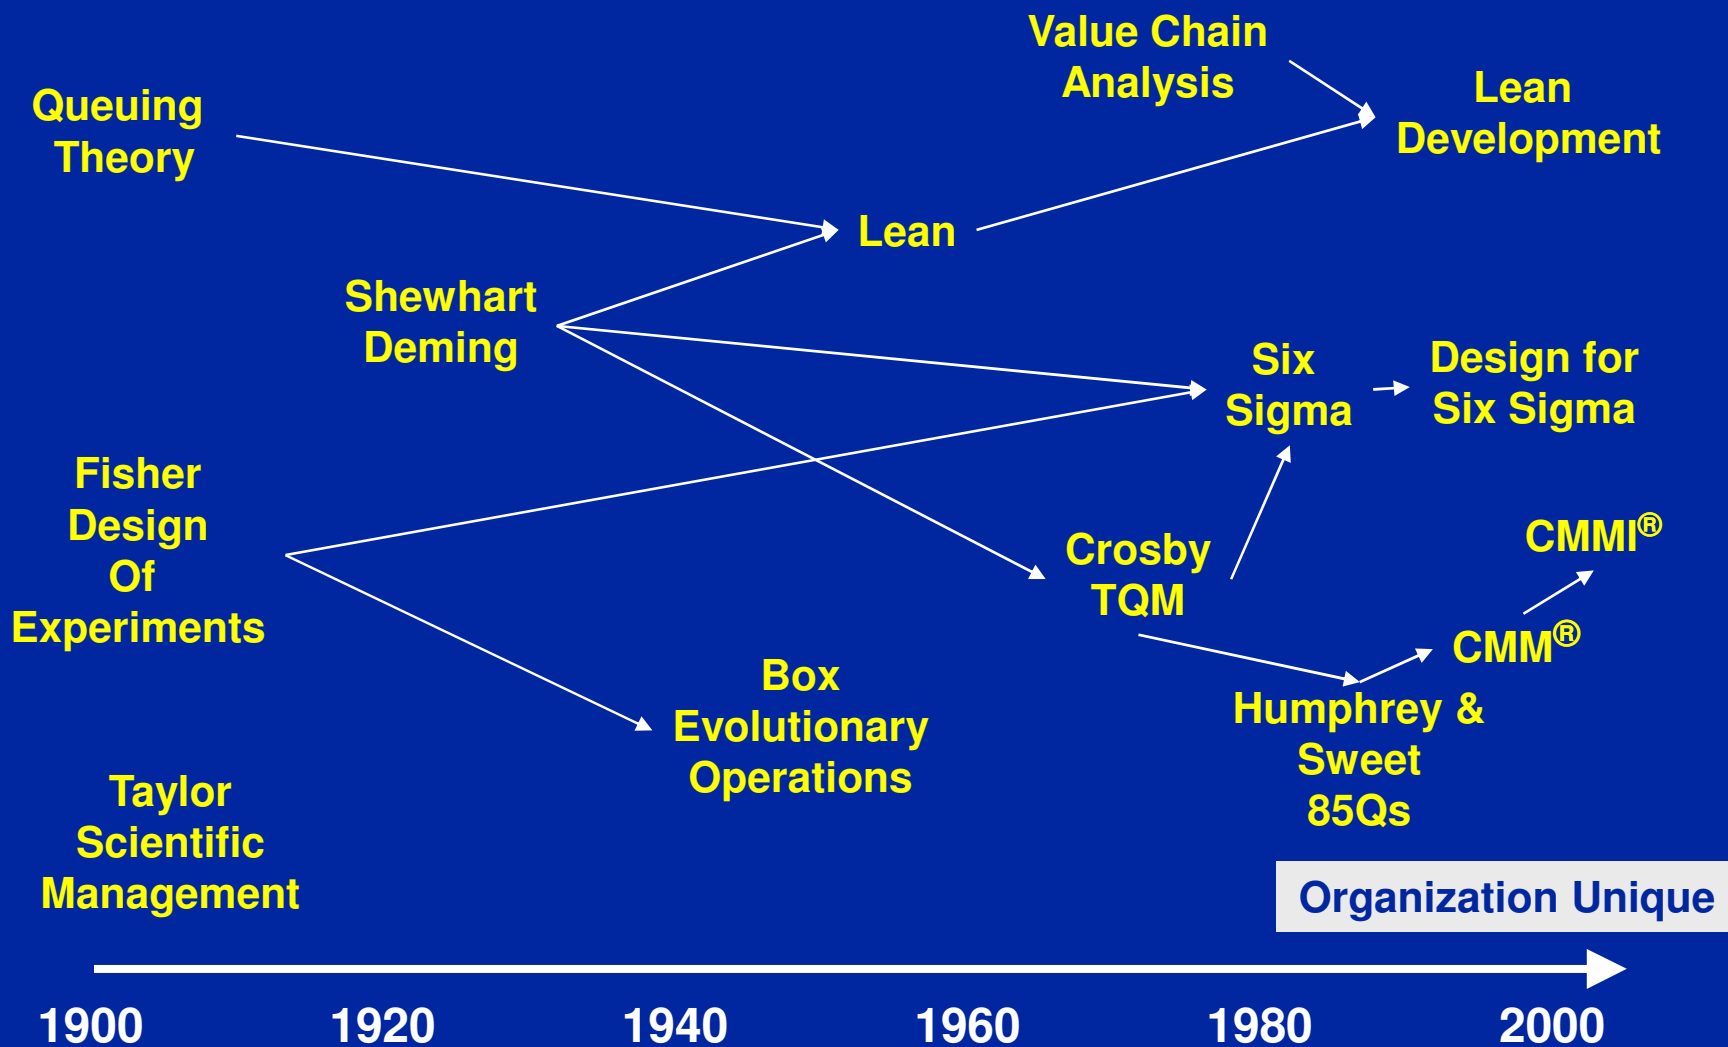 Value Chain
Analysis
Queuing
Theory
Lean
Development
Lean
Shewhart
Deming
Six
Sigma
Design for
Six Sigma
Fisher
Design
Of
Experiments
Crosby
TQM
CMMI®
CMM®
Box
Evolutionary
Operations
Humphrey &
Sweet
85Qs
Taylor
Scientific
Management
Organization Unique
1900 1920 1940 1960 1980 2000